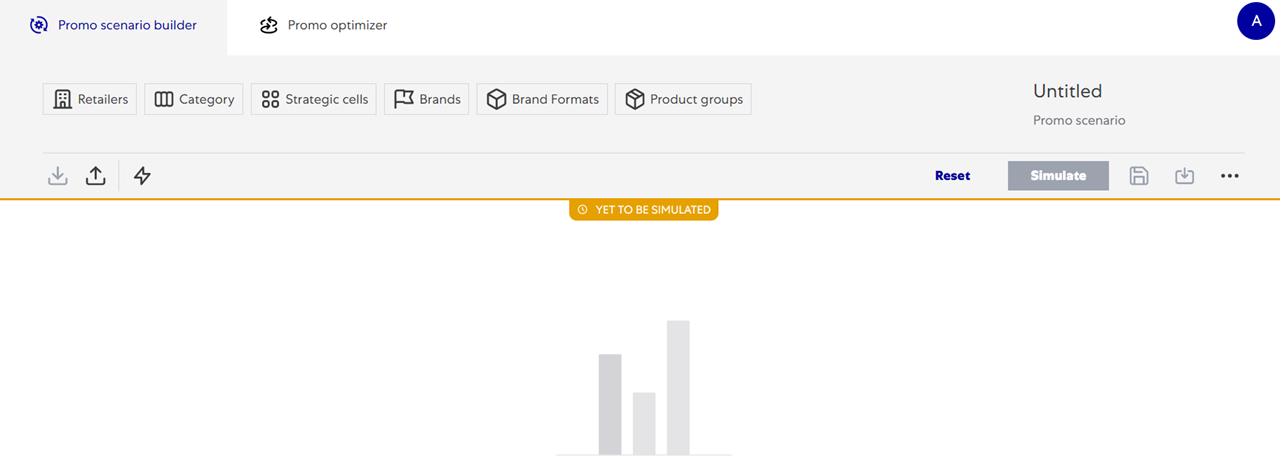 Promo scenario builder
Promo optimizer
A
Retailers
Category
Strategic cells
Brands
Brand Formats
Product groups
Untitled
Promo scenario
Reset
Simulate
YET TO BE SIMULATED